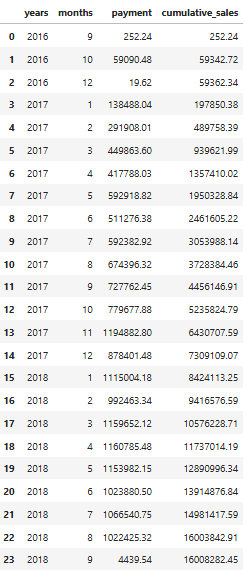 years months payment cumulative_sales
0 2016 9 252.24 252.24
1 2016 10 59090.48 59342.72
2 2016 12 19.62 59362.34
3 2017 1 138488.04 197850.38
4 2017 2 291908.01 489758.39
5 2017 3 449863.60 939621.99
6 2017 4 417788.03 1357410.02
7 2017 5 592918.82 1950328.84
8 2017 6 511276.38 2461605.22
9 2017 7 592382.92 3053988.14
10 2017 8 674396.32 3728384.46
11 2017 9 727762.45 4456146.91
12 2017 10 779677.88 5235824.79
13 2017 11 1194882.80 6430707.59
14 2017 12 878401.48 7309109.07
15 2018 1 1115004.18 8424113.25
16 2018 2 992463.34 9416576.59
17 2018 3 1159652.12 10576228.71
18 2018 4 1160785.48 11737014.19
19 2018 5 1153982.15 12890996.34
20 2018 6 1023880.50 13914876.84
21 2018 7 1066540.75 14981417.59
22 2018 8 1022425.32 16003842.91
23 2018 9 4439.54 16008282.45